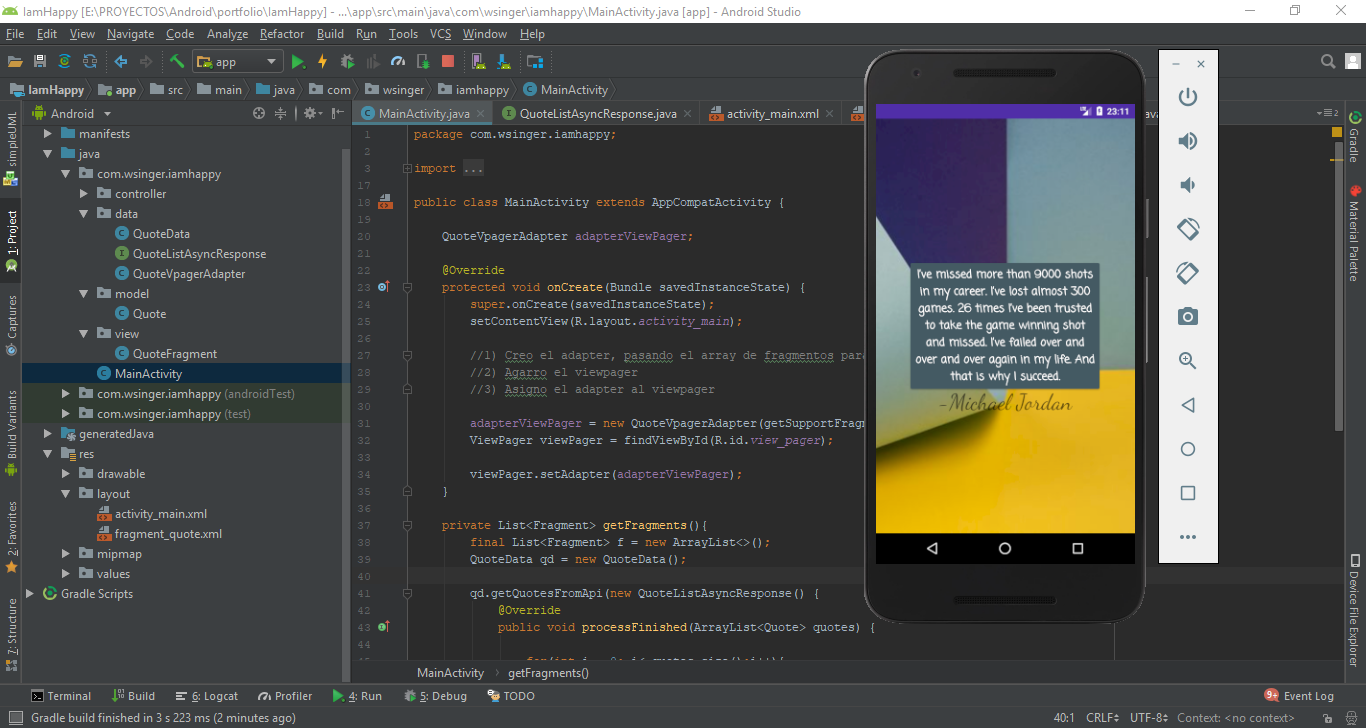 IamHappy [E:\PROYECTOS\Android\portfolio\IamHappy] - ...\app\src\main\java\com\wsinger\iamhappy\MainActivity.java [app] - Android Studio
File Edit View Navigate Code Analyze Refactor Build Run Tools VCS Window Help
app
IamHappy app src main java com wsinger iamhappy MainActivity
Android
MainActivity.java QuoteListAsyncResponse.java activity_main.xml
ava
2
simpleUML
1: Project
Captures
Build Variants
2: Favorites
7: Structure
manifests
java
com.wsinger.iamhappy
controller
data
QuoteData
QuoteListAsyncResponse
QuoteVpagerAdapter
model
Quote
view
QuoteFragment
MainActivity
com.wsinger.iamhappy (androidTest)
com.wsinger.iamhappy (test)
generatedJava
res
drawable
layout
activity_main.xml
fragment_quote.xml
mipmap
values
Gradle Scripts
1 package com.wsinger.iamhappy;
2
3 import ...
17
18 public class MainActivity extends AppCompatActivity {
19
20 QuoteVpagerAdapter adapterViewPager;
21
22 @Override
23 protected void onCreate(Bundle savedInstanceState) {
24 super.onCreate(savedInstanceState);
25 setContentView(R.layout.activity_main);
26
27 //1) Creo el adapter, pasando el array de fragmentos para
28 //2) Agarro el viewpager
29 //3) Asigno el adapter al viewpager
30
31 adapterViewPager = new QuoteVpagerAdapter(getSupportFrag
32 ViewPager viewPager = findViewById(R.id.view_pager);
33
34 viewPager.setAdapter(adapterViewPager);
35 }
36
37 private List<Fragment> getFragments(){
38 final List<Fragment> f = new ArrayList<>();
39 QuoteData qd = new QuoteData();
40
41 qd.getQuotesFromApi(new QuoteListAsyncResponse() {
42 @Override
43 public void processFinished(ArrayList<Quote> quotes) {
44
MainActivity getFragments()
23:11
I've missed more than 9000 shots
in my career. I've lost almost 300
games. 26 times I've been trusted
to take the game winning shot
and missed. I've failed over and
over and over again in my life. And
that is why I succeed.
-Michael Jordan
Gradle
Material Palette
Device File Explorer
Terminal Build 6: Logcat Profiler 4: Run 5: Debug TODO 9+ Event Log
Gradle build finished in 3 s 223 ms (2 minutes ago) 40:1 CRLF UTF-8 Context: <no context>